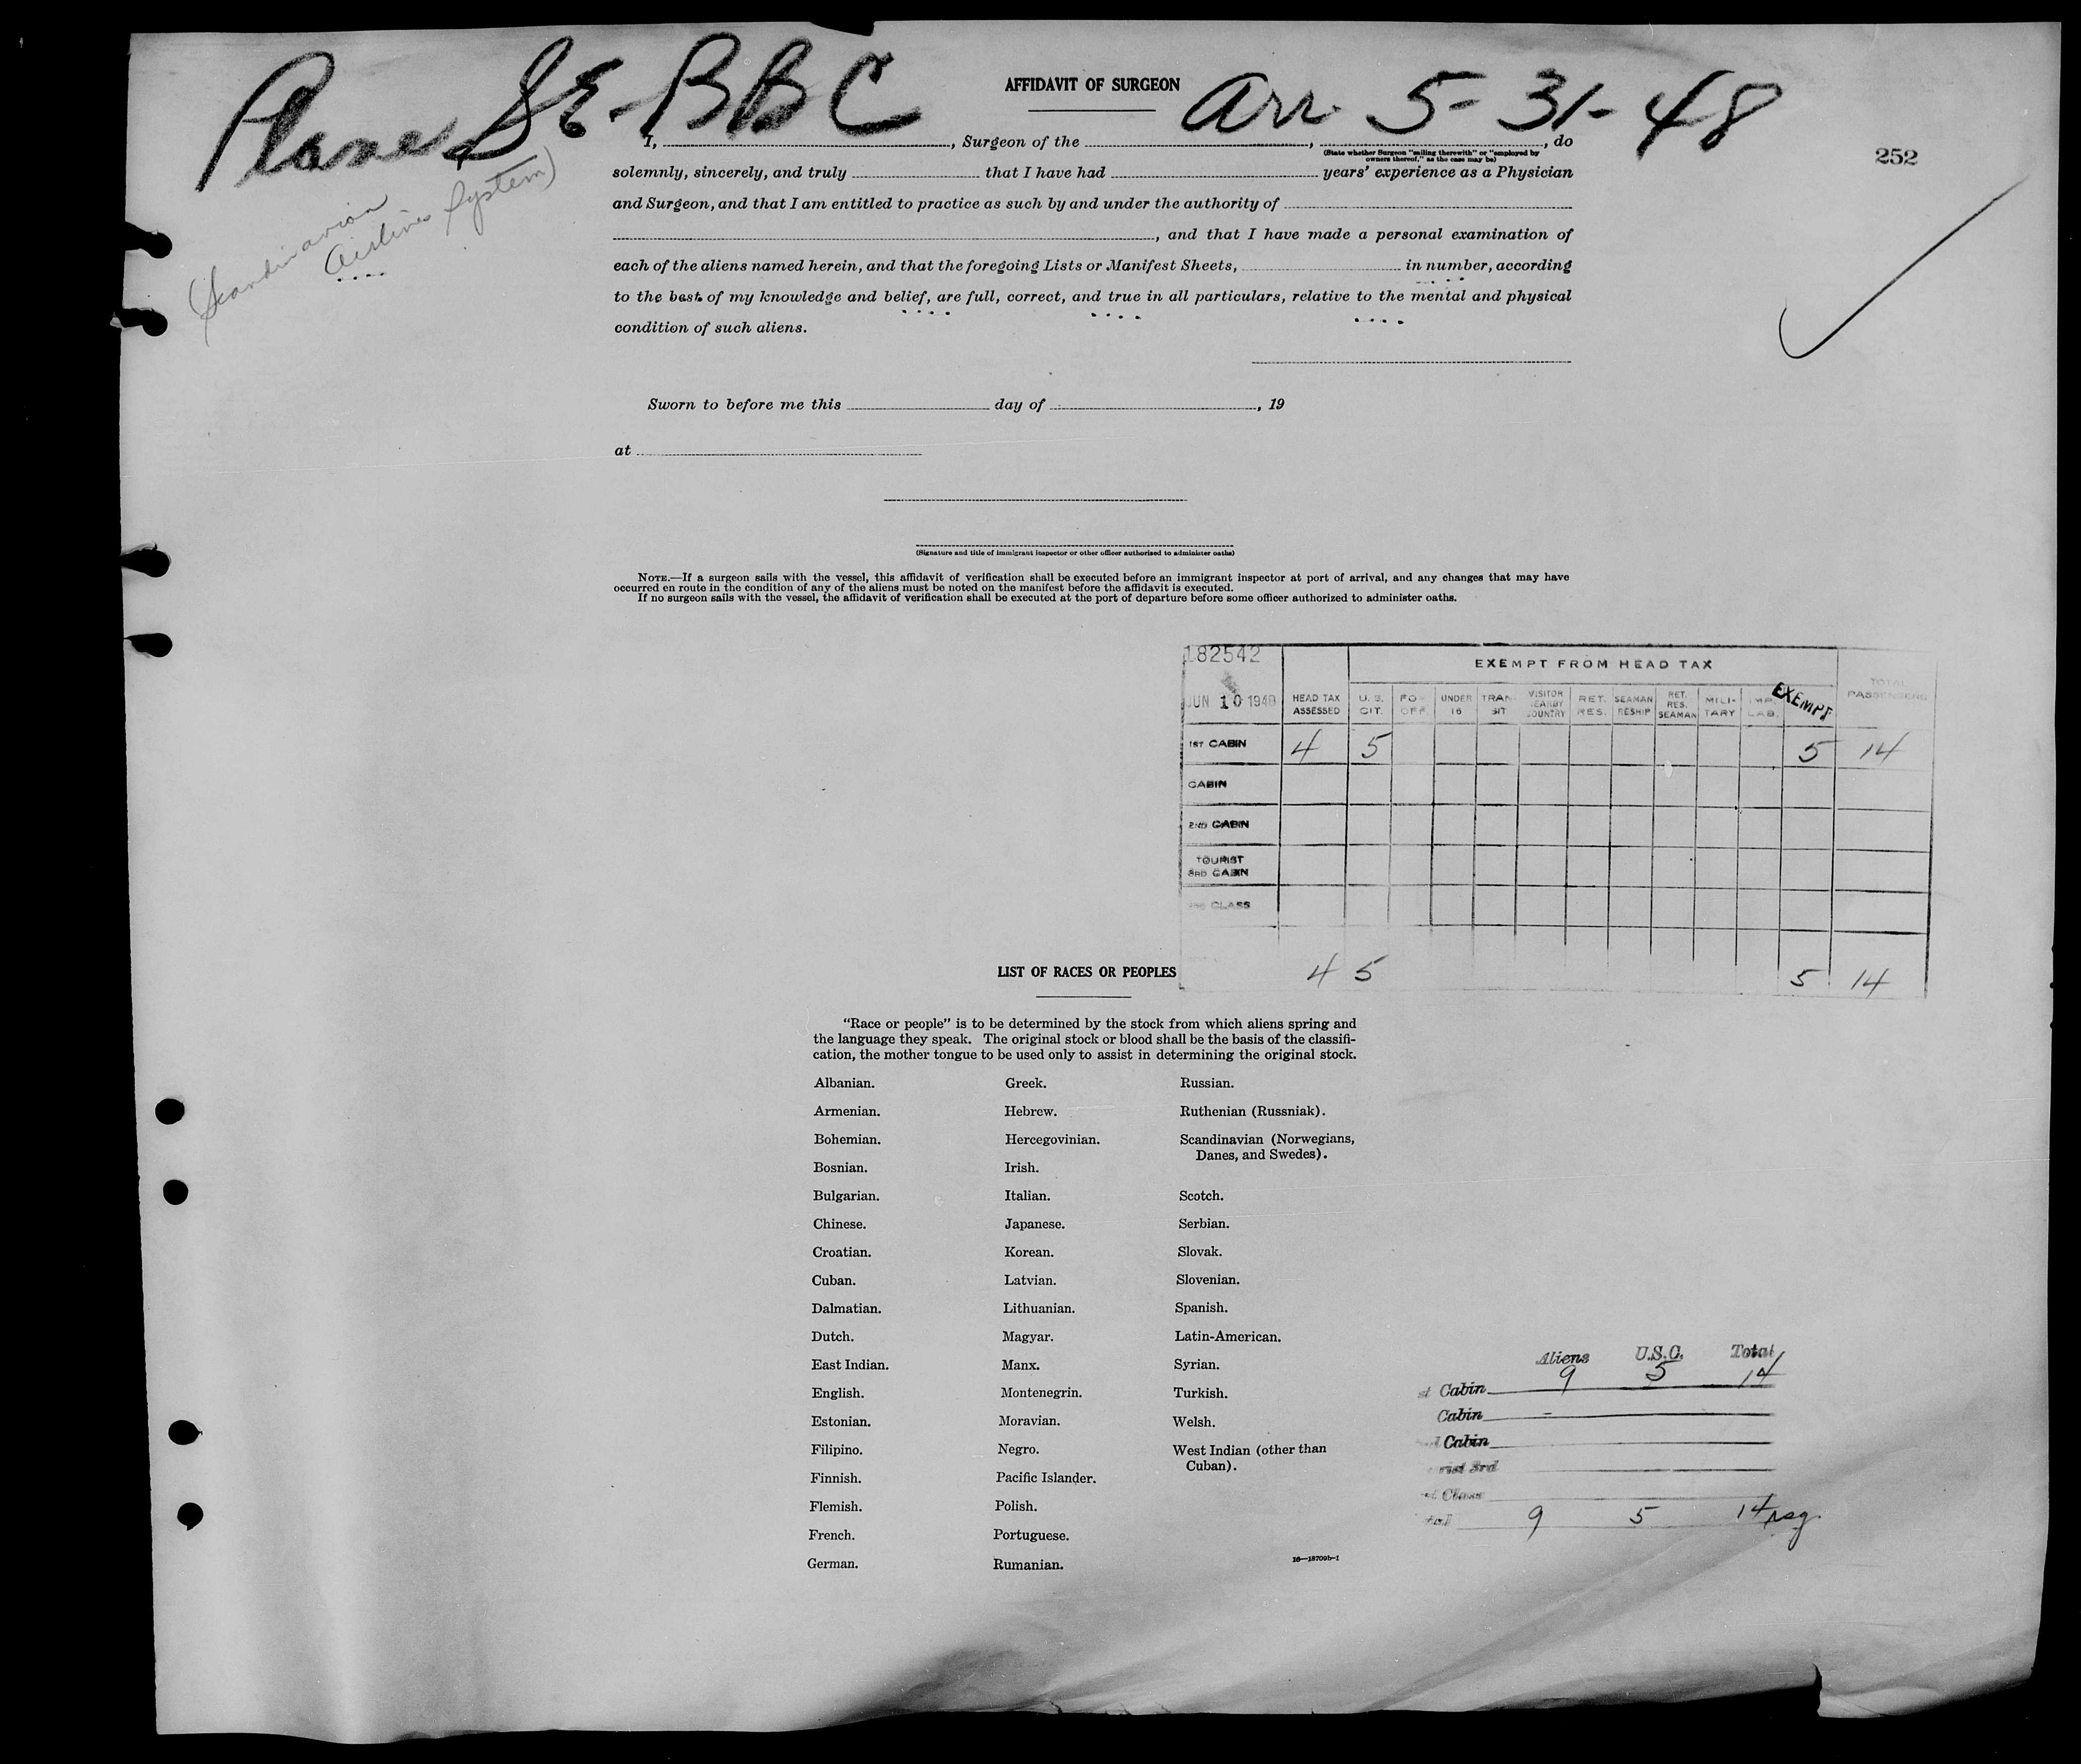 Plane SE-BBC
Arr 5-31-48
(Scandinavian
Airlines System)
252
AFFIDAVIT OF SURGEON
I, , Surgeon of the , , do
(State whether Surgeon "sailing therewith" or "employed by
owners thereof," as the case may be)
solemnly, sincerely, and truly that I have had years' experience as a Physician
and Surgeon, and that I am entitled to practice as such by and under the authority of
, and that I have made a personal examination of
each of the aliens named herein, and that the foregoing Lists or Manifest Sheets, in number, according
to the best of my knowledge and belief, are full, correct, and true in all particulars, relative to the mental and physical
condition of such aliens.
Sworn to before me this day of , 19
at
(Signature and title of immigrant inspector or other officer authorized to administer oaths)
NOTE.—If a surgeon sails with the vessel, this affidavit of verification shall be executed before an immigrant inspector at port of arrival, and any changes that may have
occurred en route in the condition of any of the aliens must be noted on the manifest before the affidavit is executed.
If no surgeon sails with the vessel, the affidavit of verification shall be executed at the port of departure before some officer authorized to administer oaths.
182542
EXEMPT FROM HEAD TAX
JUN 10 1948
HEAD TAX ASSESSED
U. S. CIT.
FO OFF.
UNDER 16
TRAN SIT
VISITOR NEARBY COUNTRY
RET. RES.
SEAMAN RESHIP
RET. RES. SEAMAN
MILI- TARY
IMP. LAB.
EXEMPT
TOTAL PASSENGERS
1ST CABIN 4 5 5 14
CABIN
2ND CABIN
TOURIST
3RD CABIN
CLASS
4 5 5 14
LIST OF RACES OR PEOPLES
"Race or people" is to be determined by the stock from which aliens spring and
the language they speak. The original stock or blood shall be the basis of the classifi-
cation, the mother tongue to be used only to assist in determining the original stock.
Albanian. Greek. Russian.
Armenian. Hebrew. Ruthenian (Russniak).
Bohemian. Hercegovinian. Scandinavian (Norwegians,
Danes, and Swedes).
Bosnian. Irish.
Bulgarian. Italian. Scotch.
Chinese. Japanese. Serbian.
Croatian. Korean. Slovak.
Cuban. Latvian. Slovenian.
Dalmatian. Lithuanian. Spanish.
Dutch. Magyar. Latin-American.
East Indian. Manx. Syrian.
English. Montenegrin. Turkish.
Estonian. Moravian. Welsh.
Filipino. Negro. West Indian (other than
Cuban).
Finnish. Pacific Islander.
Flemish. Polish.
French. Portuguese.
German. Rumanian.
16—18709b-1
Aliens U.S.C. Total
st Cabin 9 5 14
Cabin -
d Cabin
rist 3rd
Class
tal 9 5 14